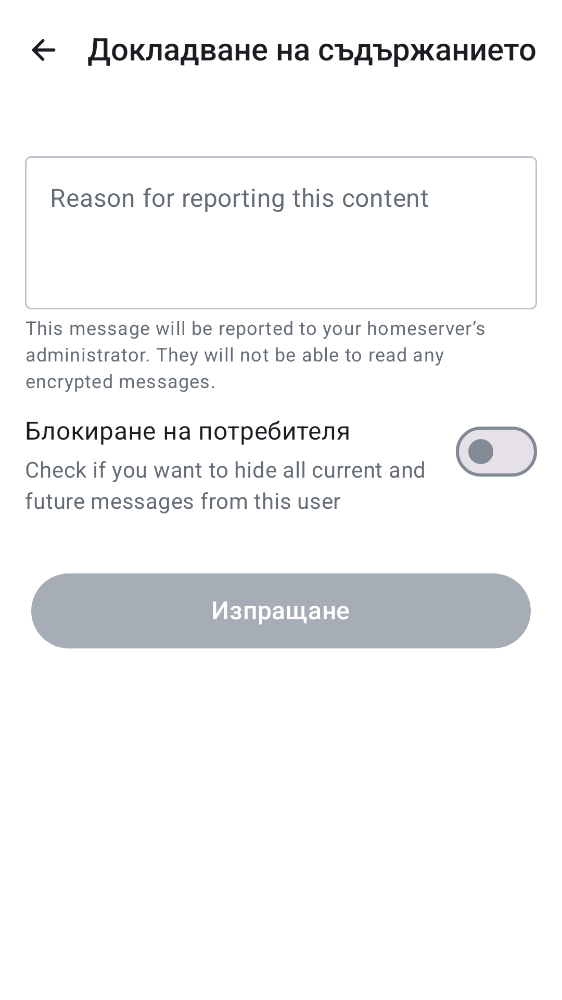 Докладване на съдържанието
Reason for reporting this content
This message will be reported to your homeserver’s
administrator. They will not be able to read any
encrypted messages.
Блокиране на потребителя
Check if you want to hide all current and
future messages from this user
Изпращане